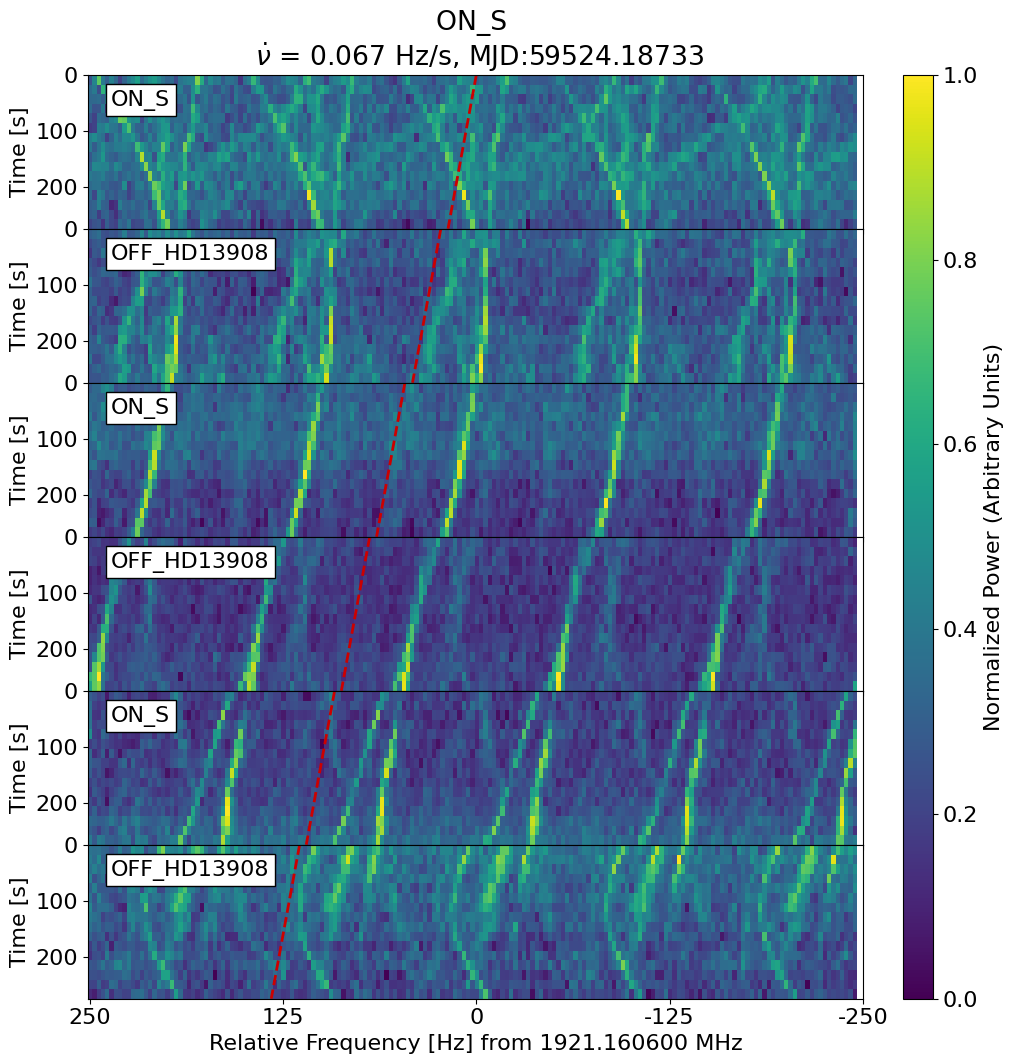 ON_S
ν̇ = 0.067 Hz/s, MJD:59524.18733
0
ON_S
100
Time [s]
200
0
OFF_HD13908
100
Time [s]
200
0
ON_S
100
Time [s]
200
0
OFF_HD13908
100
Time [s]
200
0
ON_S
100
Time [s]
200
0
OFF_HD13908
100
Time [s]
200
250 125 0 -125 -250
Relative Frequency [Hz] from 1921.160600 MHz
1.0
0.8
0.6
0.4
0.2
0.0
Normalized Power (Arbitrary Units)